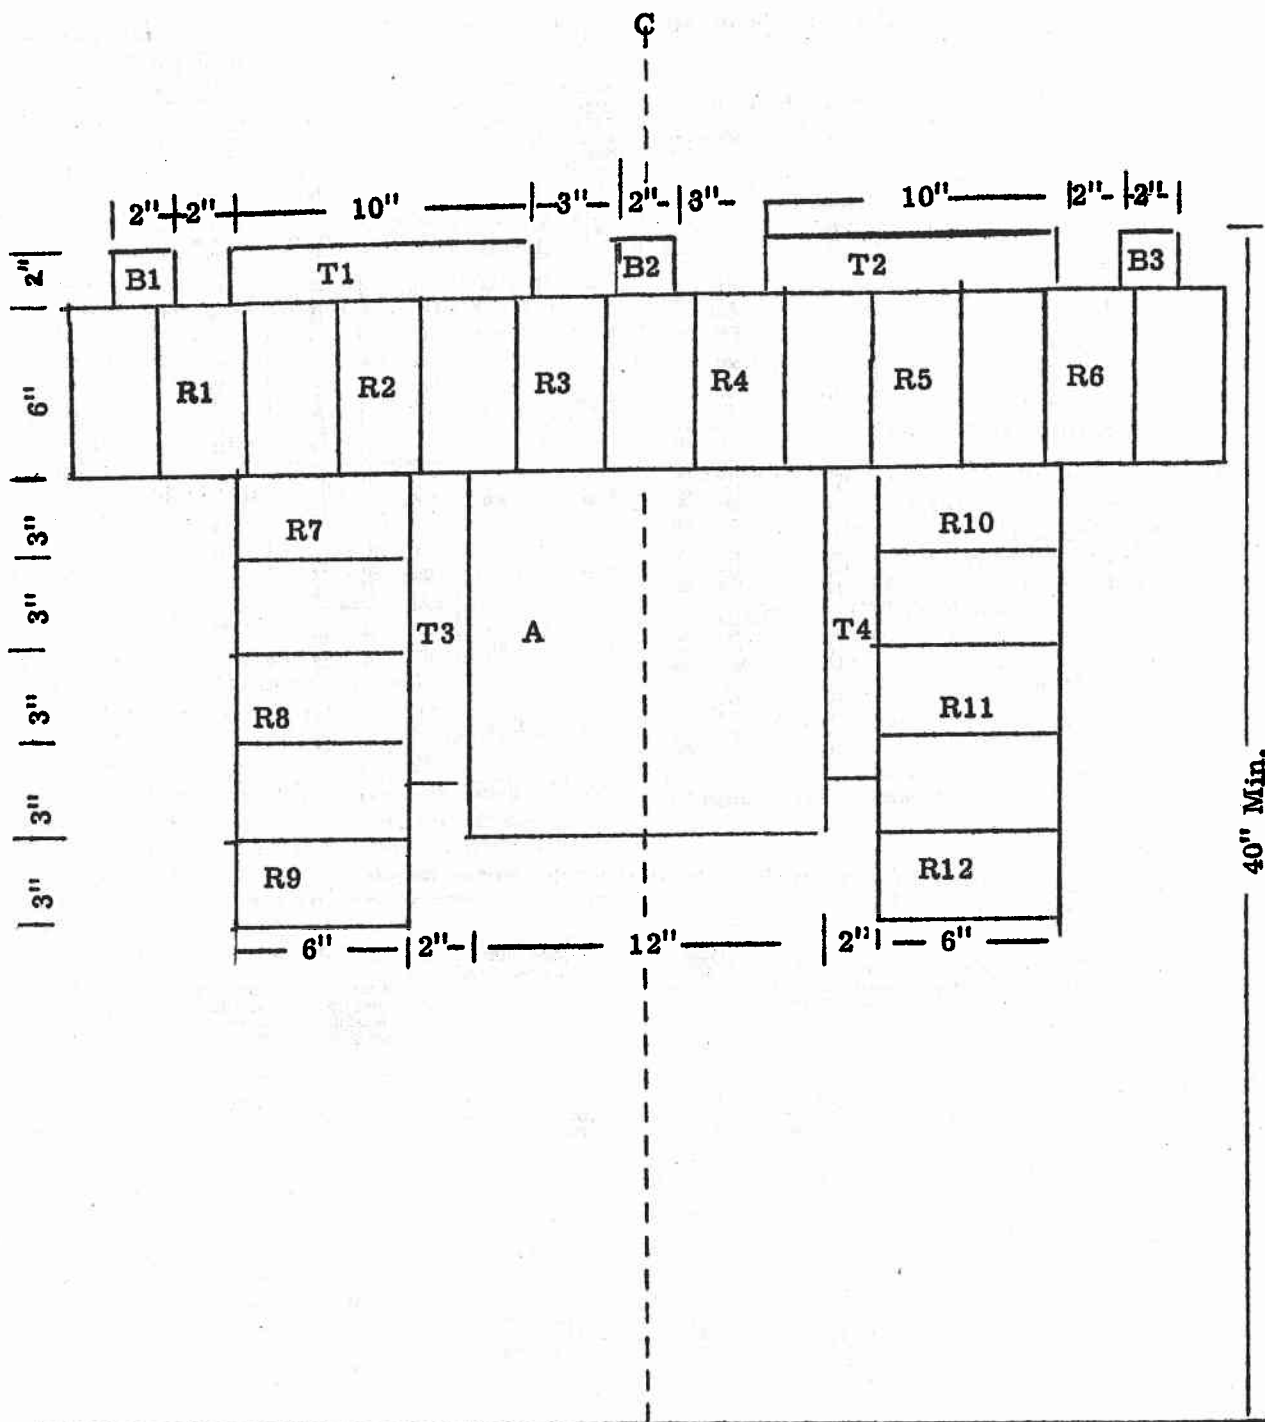 C
2" 2" 10" 3" 2" 3" 10" 2" 2"
2" B1 T1 B2 T2 B3
6" R1 R2 R3 R4 R5 R6
3" R7 R10
3" T3 A T4
3" R8 R11
3"
3" R9 R12
6" 2" 12" 2" 6"
40" Min.